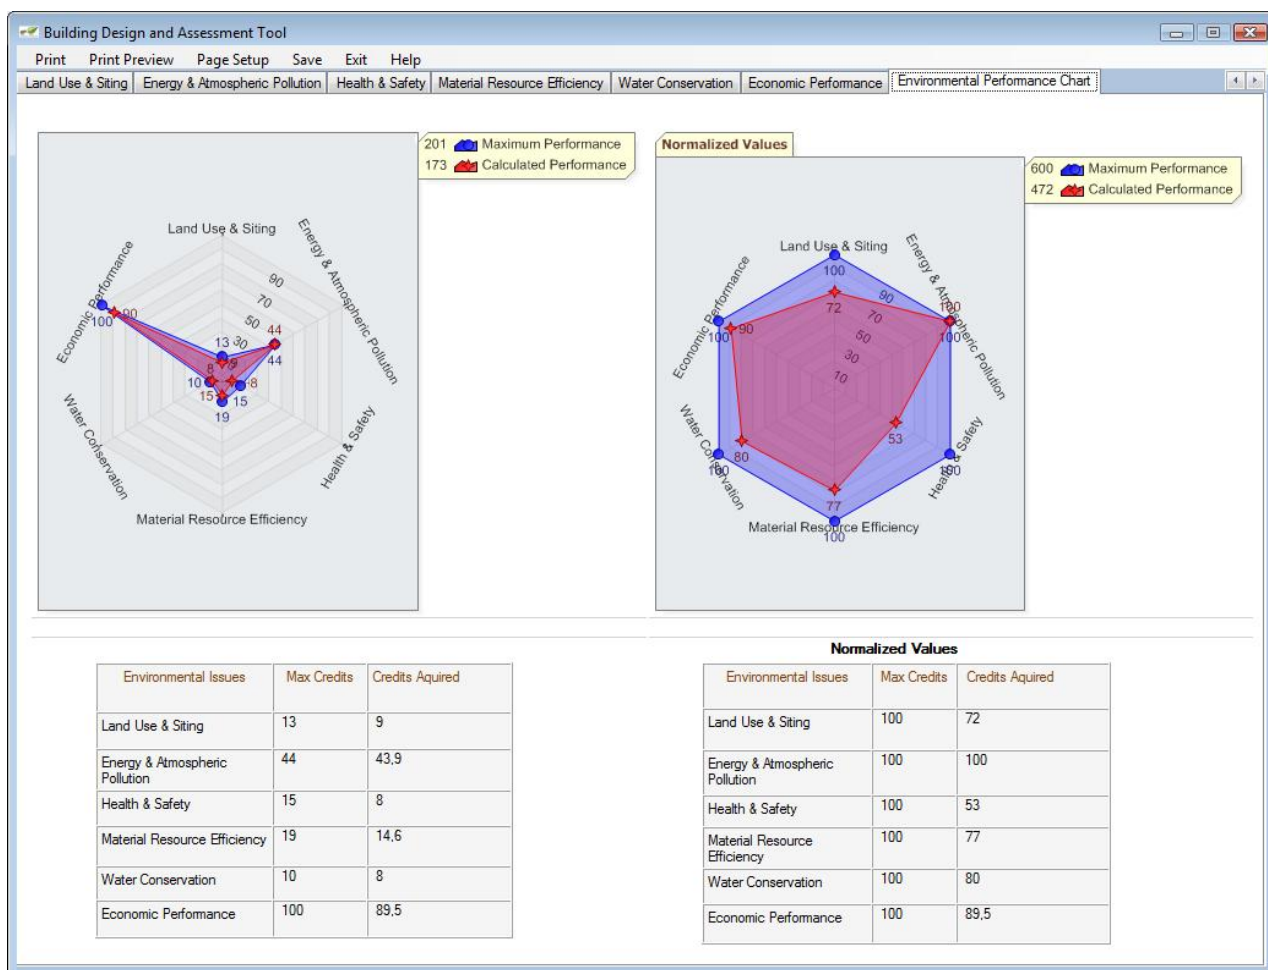 Building Design and Assessment Tool
Print Print Preview Page Setup Save Exit Help
Land Use & Siting Energy & Atmospheric Pollution Health & Safety Material Resource Efficiency Water Conservation Economic Performance Environmental Performance Chart
201 Maximum Performance
173 Calculated Performance
Land Use & Siting
Energy & Atmospheric Pollution
Health & Safety
Material Resource Efficiency
Water Conservation
Economic Performance
90
70
50
30
13
9
44
44
8
15
15
19
10
8
100
90
Normalized Values
600 Maximum Performance
472 Calculated Performance
Land Use & Siting
Energy & Atmospheric Pollution
Health & Safety
Material Resource Efficiency
Water Conservation
Economic Performance
100
72
90
70
50
30
10
100
100
53
100
77
100
80
100
90
100
Environmental Issues Max Credits Credits Aquired
Land Use & Siting 13 9
Energy & Atmospheric
Pollution 44 43,9
Health & Safety 15 8
Material Resource Efficiency 19 14,6
Water Conservation 10 8
Economic Performance 100 89,5
Normalized Values
Environmental Issues Max Credits Credits Aquired
Land Use & Siting 100 72
Energy & Atmospheric
Pollution 100 100
Health & Safety 100 53
Material Resource
Efficiency 100 77
Water Conservation 100 80
Economic Performance 100 89,5